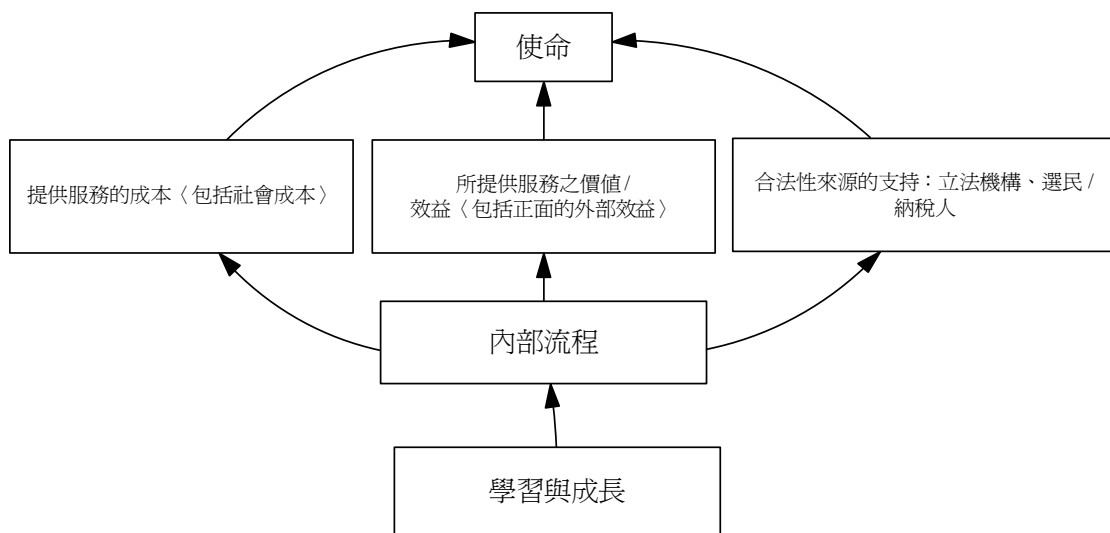 使命
提供服務的成本〈包括社會成本〉
所提供服務之價值/
效益〈包括正面的外部效益〉
合法性來源的支持：立法機構、選民/
納稅人
內部流程
學習與成長